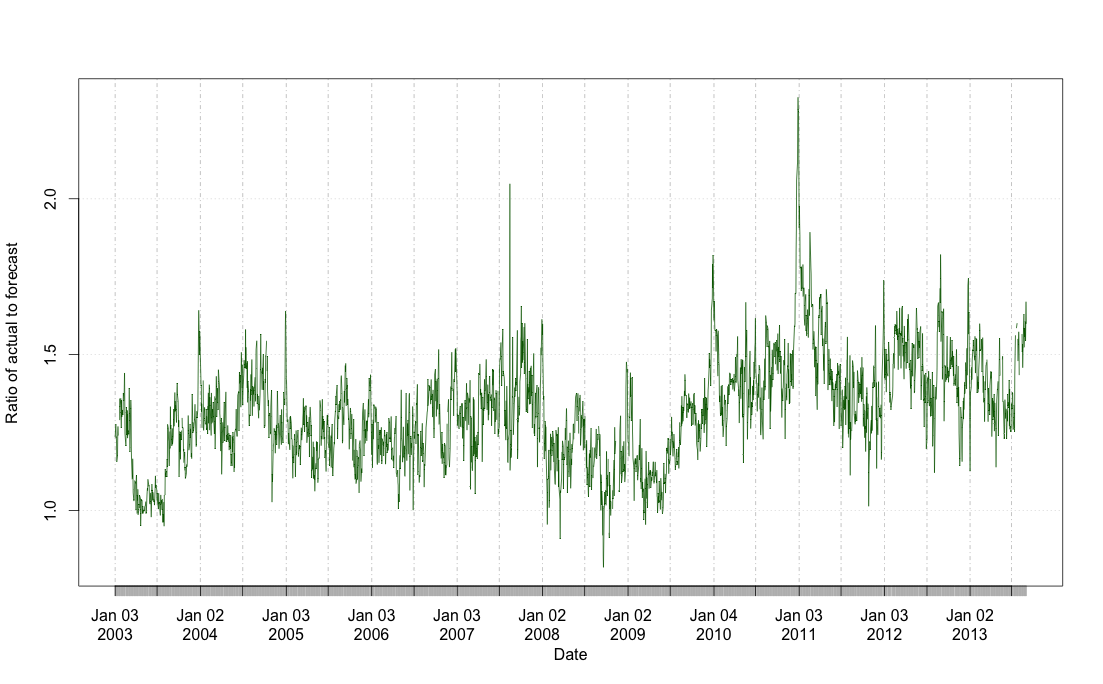 Ratio of actual to forecast
2.0
1.5
1.0
Jan 03 Jan 02 Jan 03 Jan 03 Jan 03 Jan 02 Jan 02 Jan 04 Jan 03 Jan 03 Jan 02
2003 2004 2005 2006 2007 2008 2009 2010 2011 2012 2013
Date